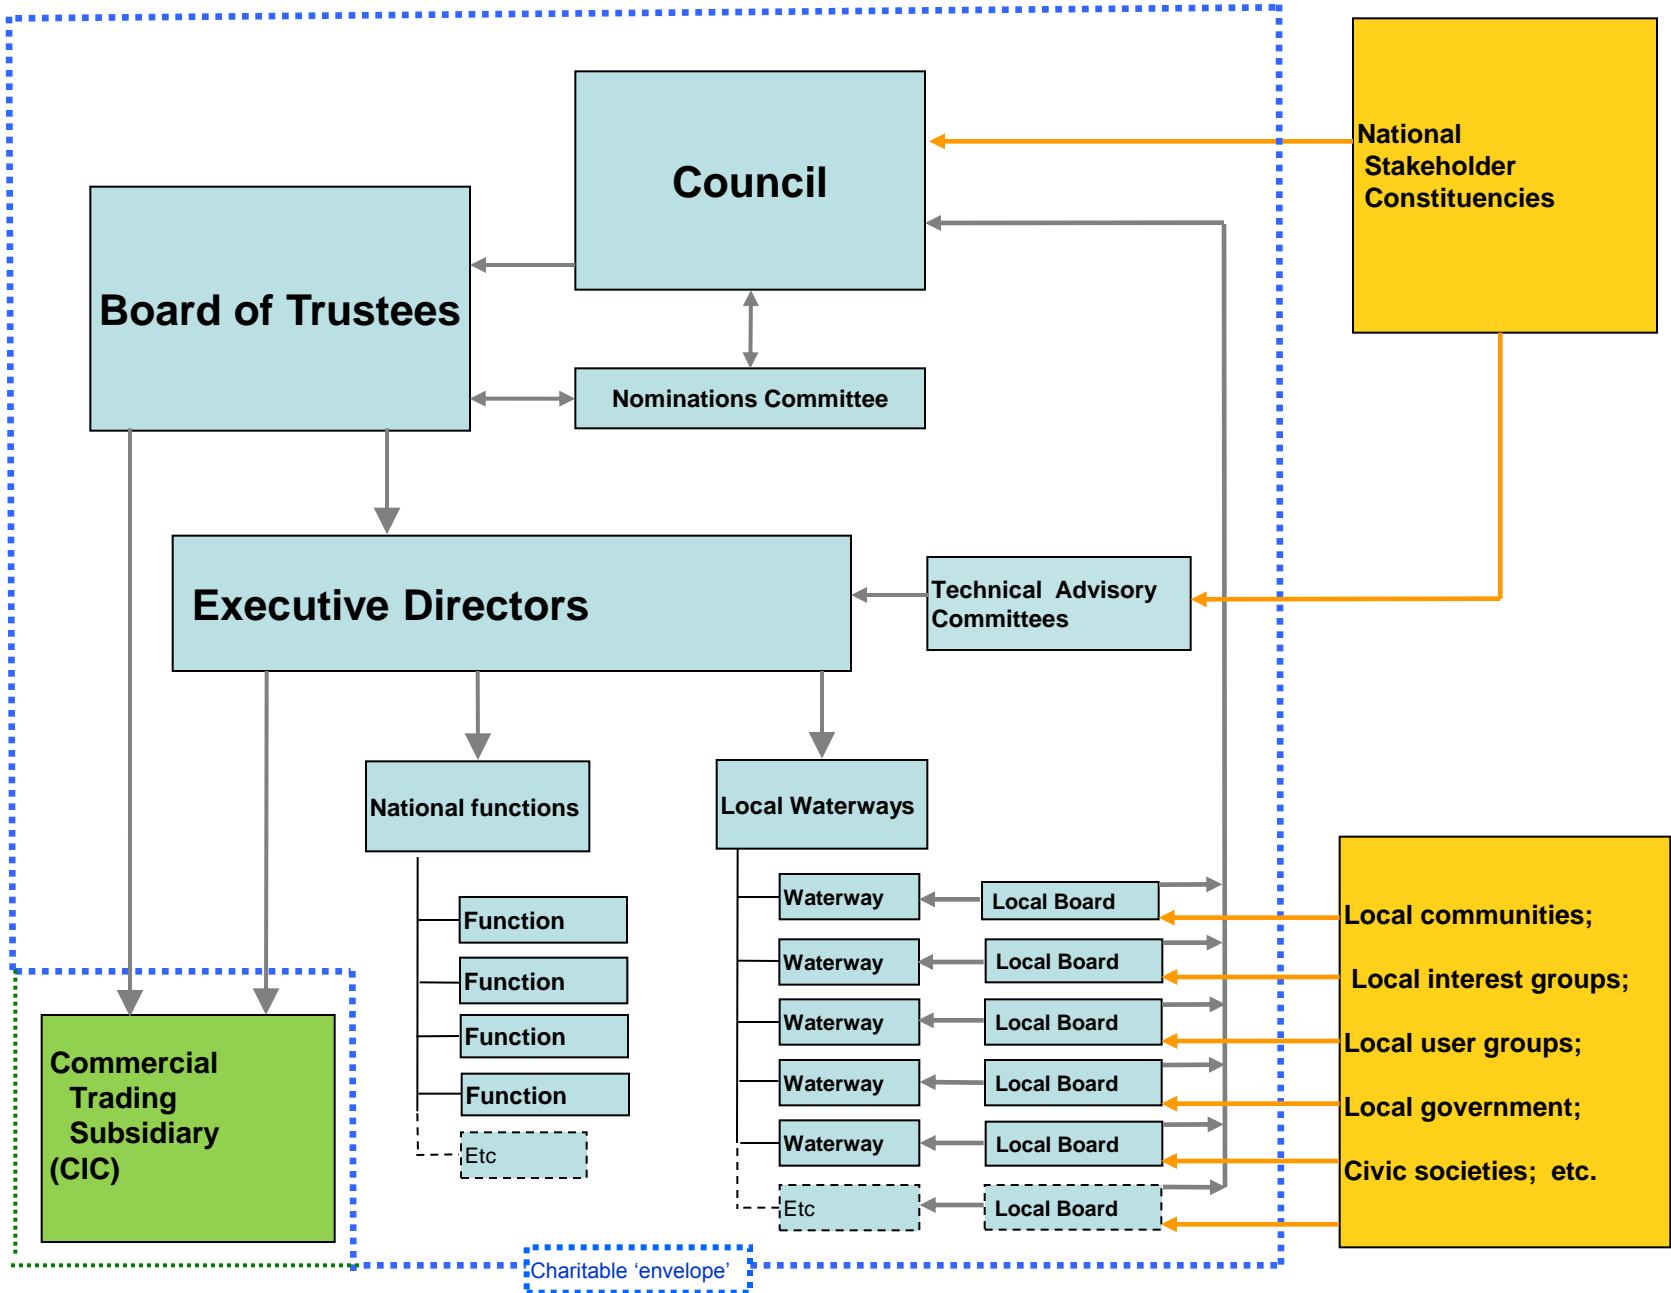 National
Stakeholder
Constituencies
Council
Board of Trustees
Nominations Committee
Executive Directors
Technical Advisory
Committees
National functions
Local Waterways
Function
Function
Function
Function
Etc
Waterway
Local Board
Waterway
Local Board
Waterway
Local Board
Waterway
Local Board
Waterway
Local Board
Etc
Local Board
Local communities;
Local interest groups;
Local user groups;
Local government;
Civic societies; etc.
Commercial
Trading
Subsidiary
(CIC)
Charitable ‘envelope’